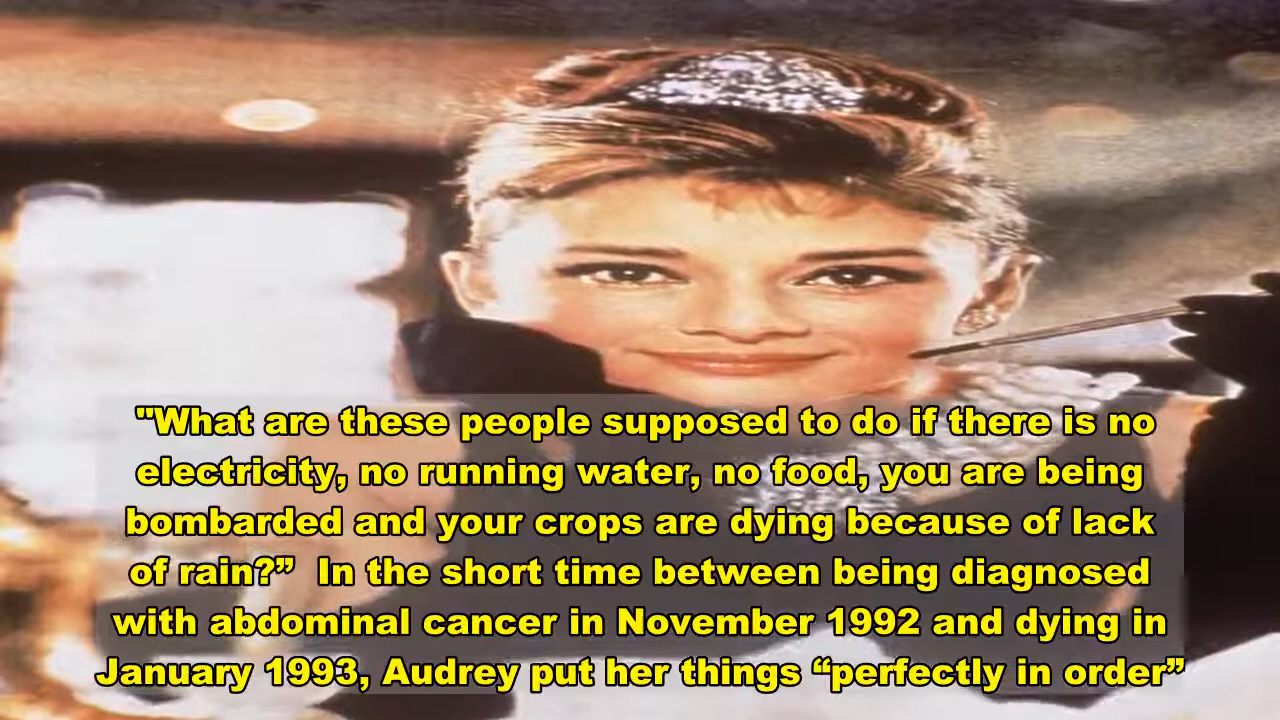 "What are these people supposed to do if there is no
electricity, no running water, no food, you are being
bombarded and your crops are dying because of lack
of rain?”  In the short time between being diagnosed
with abdominal cancer in November 1992 and dying in
January 1993, Audrey put her things “perfectly in order”